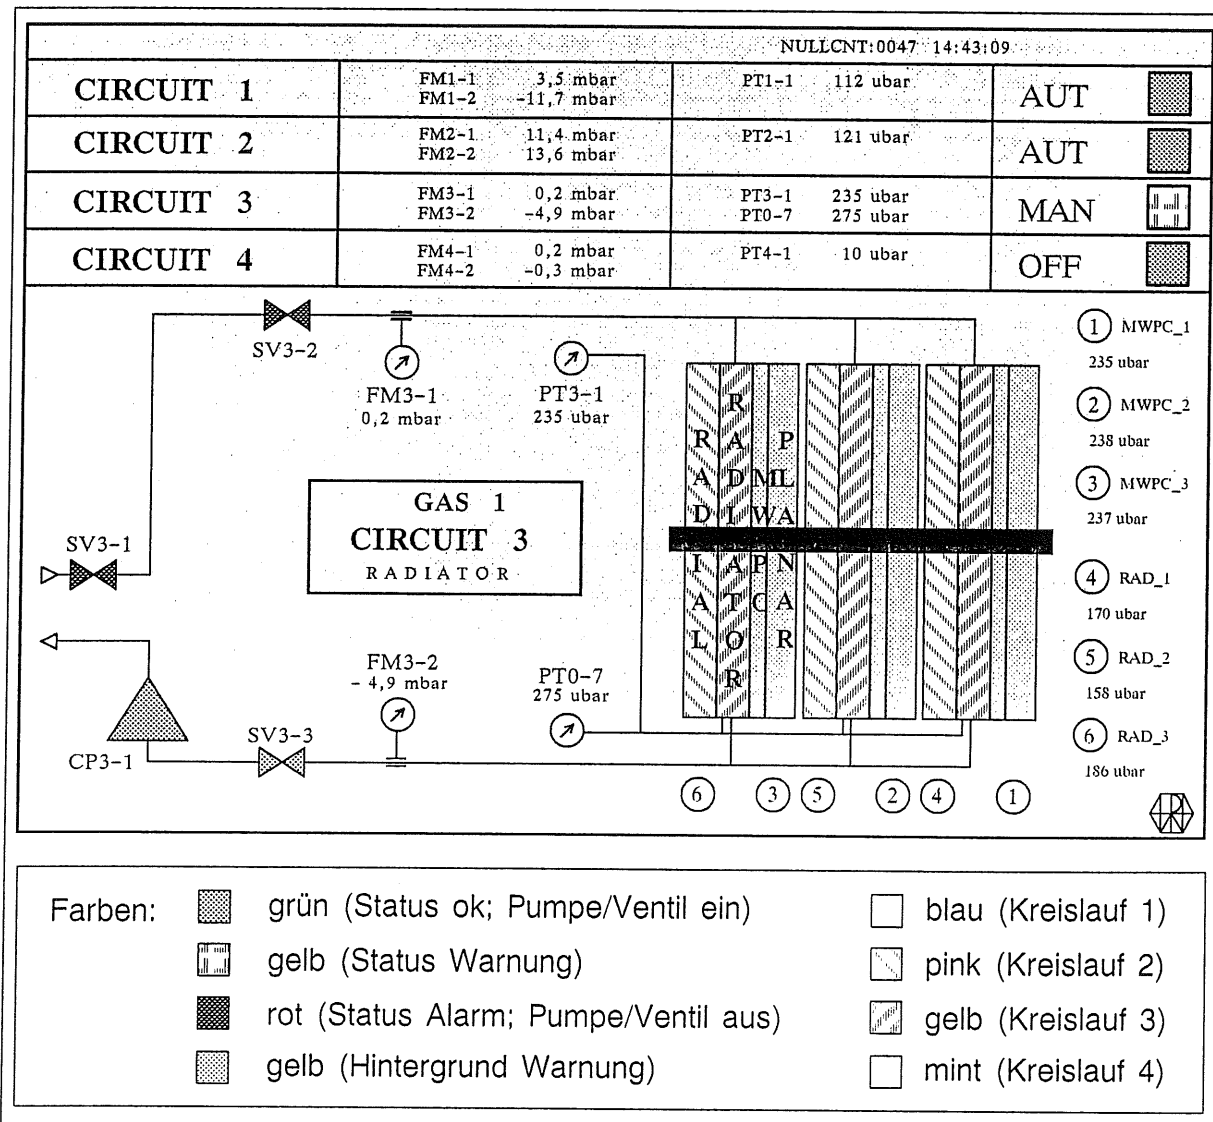 NULLCNT:0047 14:43:09
CIRCUIT 1 FM1-1 3,5 mbar PT1-1 112 ubar AUT
FM1-2 -11,7 mbar
CIRCUIT 2 FM2-1 11,4 mbar PT2-1 121 ubar AUT
FM2-2 13,6 mbar
CIRCUIT 3 FM3-1 0,2 mbar PT3-1 235 ubar MAN
FM3-2 -4,9 mbar PT0-7 275 ubar
CIRCUIT 4 FM4-1 0,2 mbar PT4-1 10 ubar OFF
FM4-2 -0,3 mbar
SV3-2
FM3-1
0,2 mbar
PT3-1
235 ubar
GAS 1
CIRCUIT 3
RADIATOR
SV3-1
FM3-2
- 4,9 mbar
PT0-7
275 ubar
SV3-3
CP3-1
RADIAL
RADIATOR
MWPC
PLANAR
6 3 5 2 4 1
1 MWPC_1
235 ubar
2 MWPC_2
238 ubar
3 MWPC_3
237 ubar
4 RAD_1
170 ubar
5 RAD_2
158 ubar
6 RAD_3
186 ubar
Farben:
grün (Status ok; Pumpe/Ventil ein)
gelb (Status Warnung)
rot (Status Alarm; Pumpe/Ventil aus)
gelb (Hintergrund Warnung)
blau (Kreislauf 1)
pink (Kreislauf 2)
gelb (Kreislauf 3)
mint (Kreislauf 4)